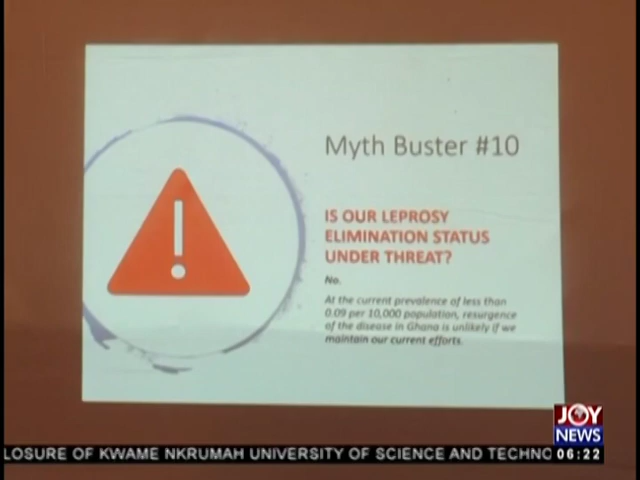 Myth Buster #10
IS OUR LEPROSY
ELIMINATION STATUS
UNDER THREAT?
No.
At the current prevalence of less than
0.09 per 10,000 population, resurgence
of the disease in Ghana is unlikely if we
maintain our current efforts.
JOY
NEWS
LOSURE OF KWAME NKRUMAH UNIVERSITY OF SCIENCE AND TECHNO
06:22